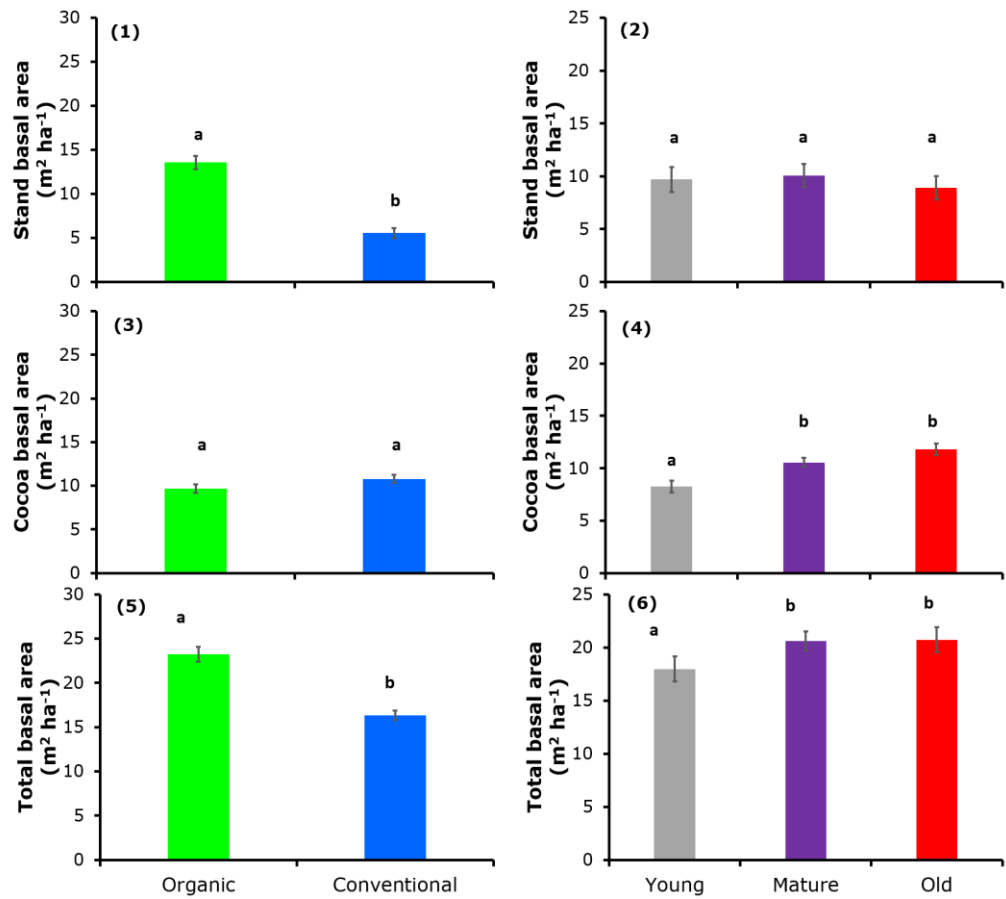 (1)
Stand basal area
(m² ha⁻¹)
30
25
20
15
10
5
0
a
b
(2)
Stand basal area
(m² ha⁻¹)
25
20
15
10
5
0
a
a
a
(3)
Cocoa basal area
(m² ha⁻¹)
30
25
20
15
10
5
0
a
a
(4)
Cocoa basal area
(m² ha⁻¹)
25
20
15
10
5
0
a
b
b
(5)
Total basal area
(m² ha⁻¹)
30
25
20
15
10
5
0
a
b
Organic
Conventional
(6)
Total basal area
(m² ha⁻¹)
25
20
15
10
5
0
a
b
b
Young
Mature
Old